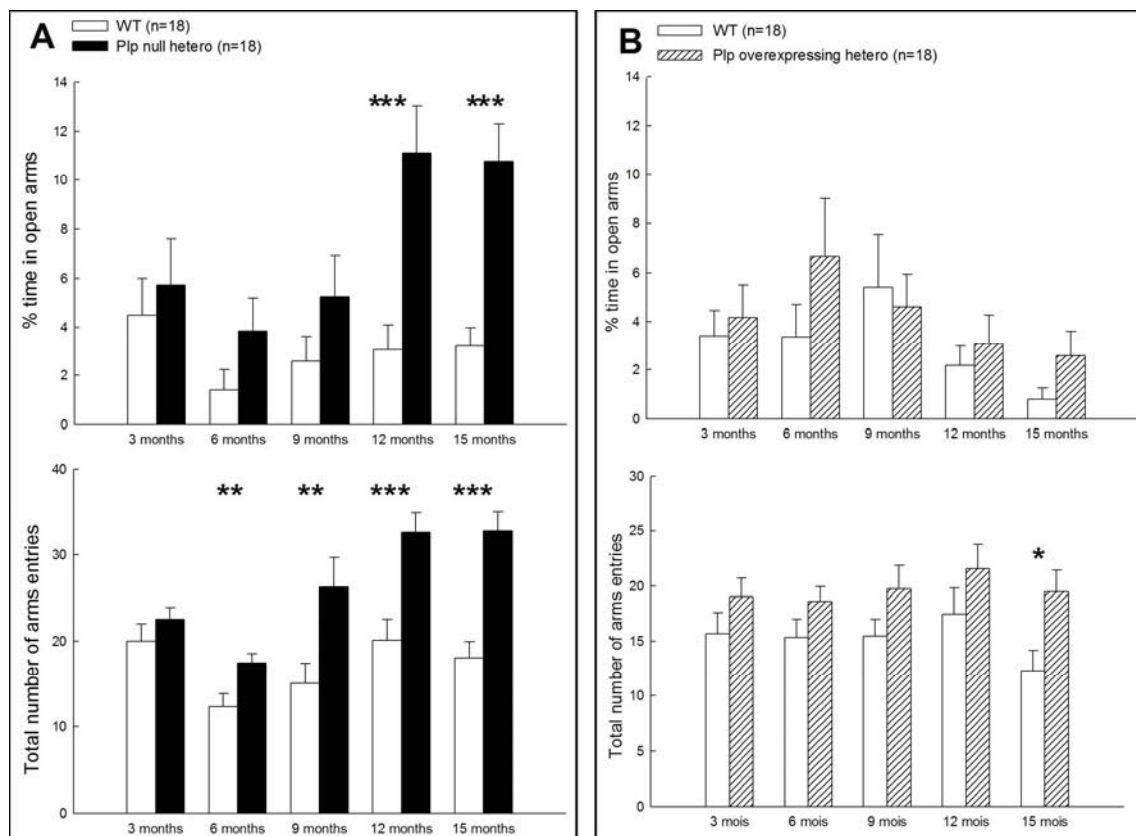 A
WT (n=18)
Plp null hetero (n=18)
% time in open arms
14
12
10
8
6
4
2
0
***
***
3 months
6 months
9 months
12 months
15 months
Total number of arms entries
40
30
20
10
0
**
**
***
***
3 months
6 months
9 months
12 months
15 months
B
WT (n=18)
Plp overexpressing hetero (n=18)
% time in open arms
14
12
10
8
6
4
2
0
3 months
6 months
9 months
12 months
15 months
Total number of arms entries
30
25
20
15
10
5
0
*
3 mois
6 mois
9 mois
12 mois
15 mois